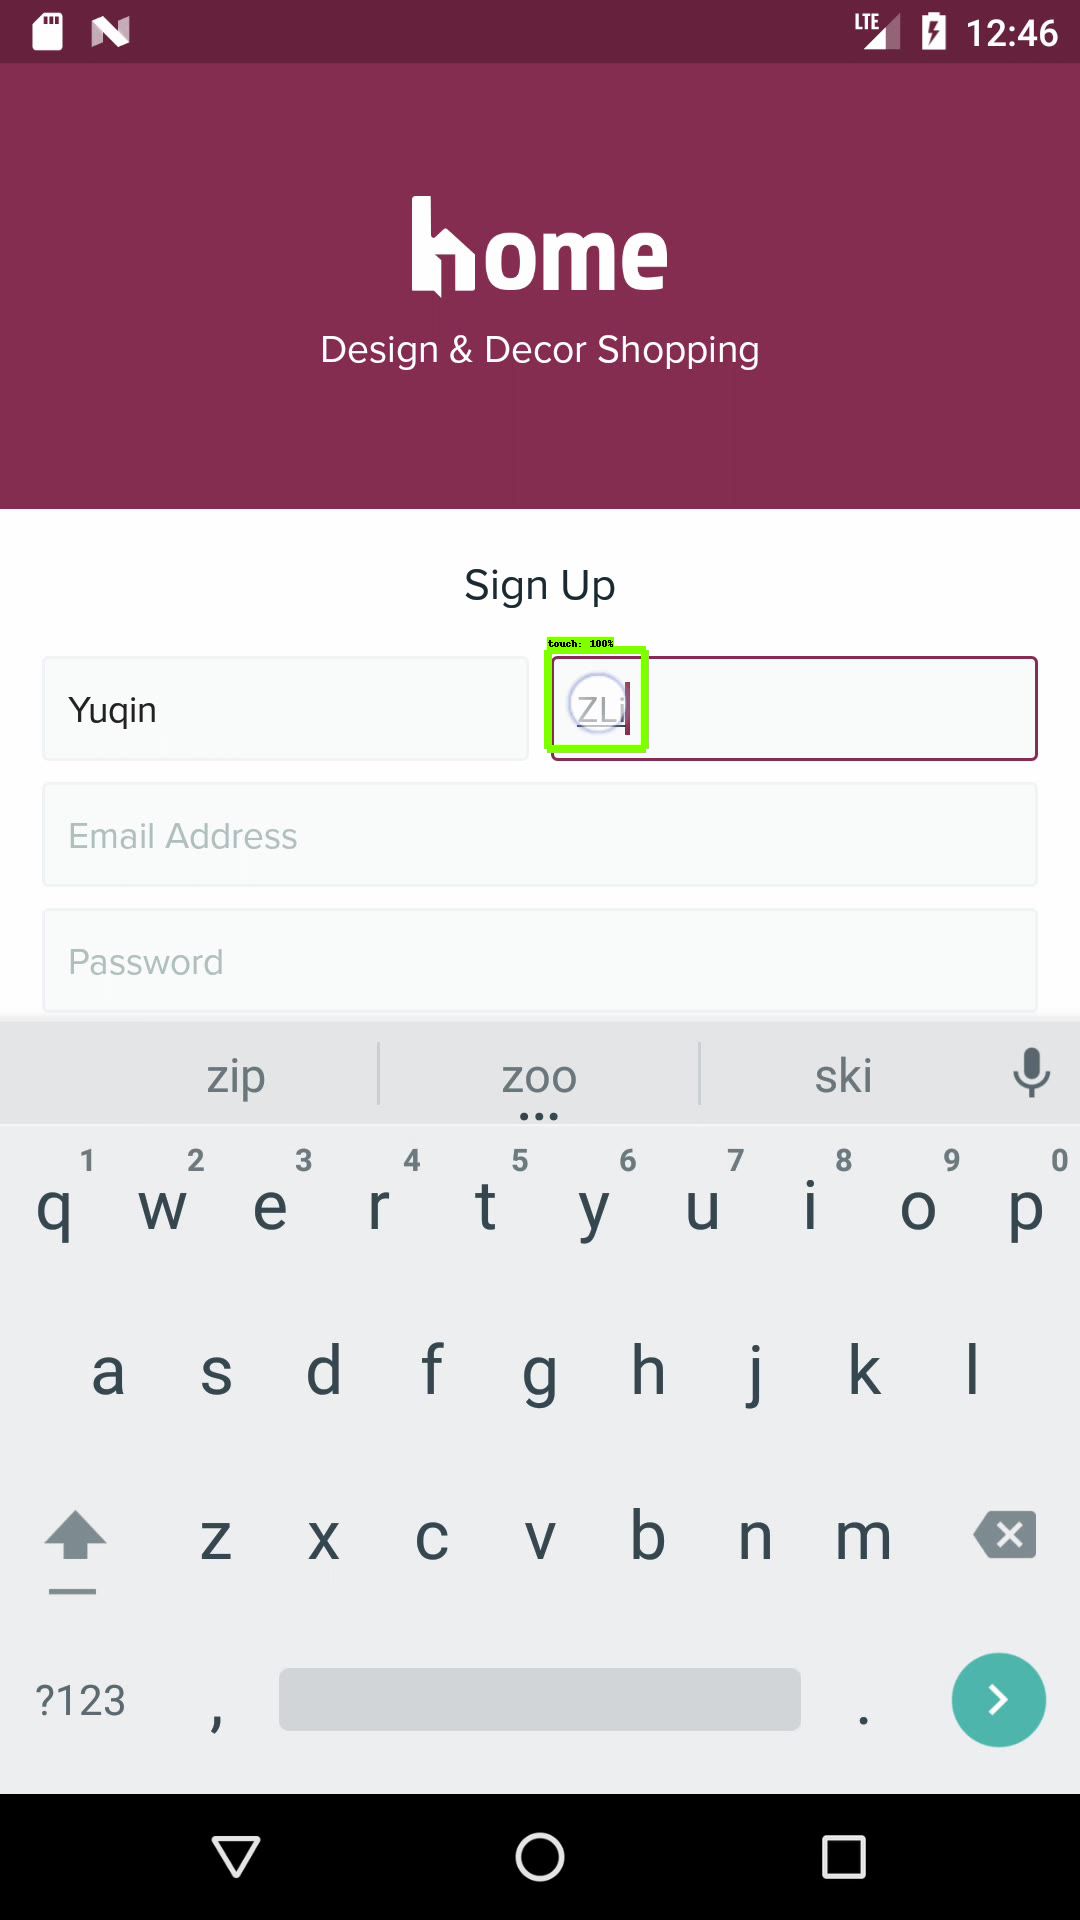 LTE 12:46
home
Design & Decor Shopping
Sign Up
touch: 100%
Yuqin ZLi
Email Address
Password
zip zoo ski
1 2 3 4 5 6 7 8 9 0
q w e r t y u i o p
a s d f g h j k l
z x c v b n m
?123 , .